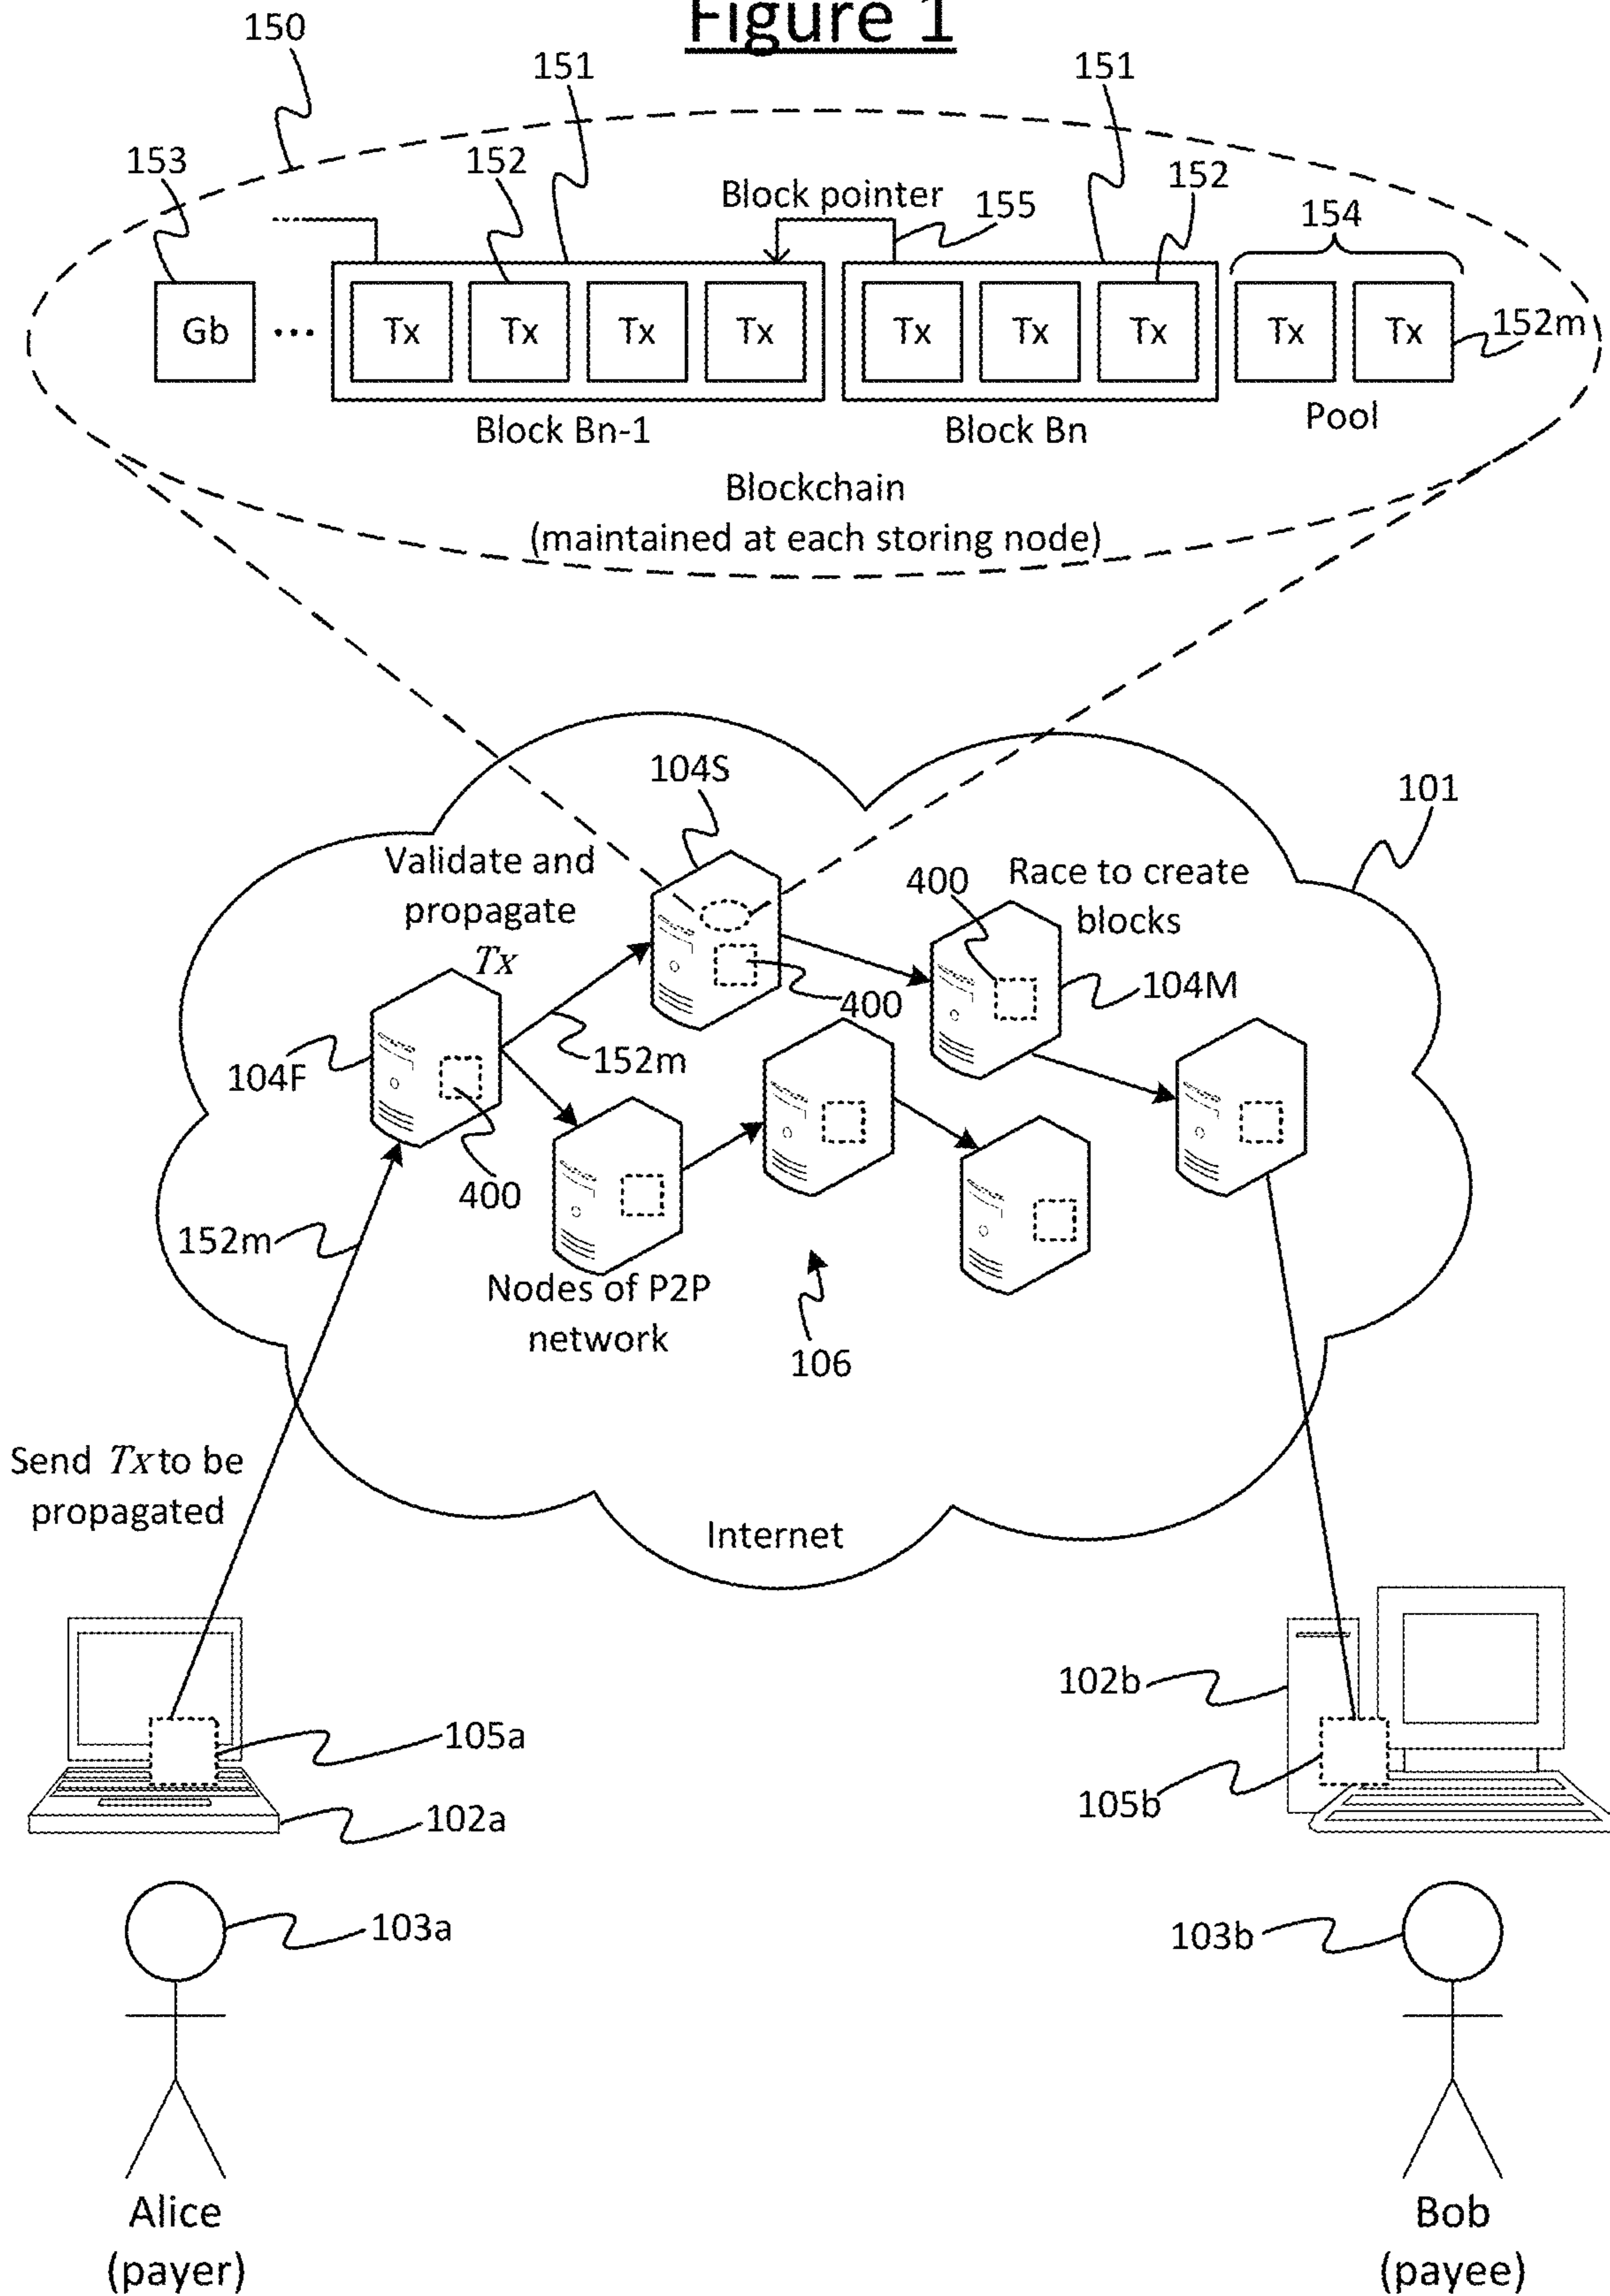 Figure 1
150
151
151
153
152
Block pointer
155
152
154
Gb
...
Tx
Tx
Tx
Tx
Tx
Tx
Tx
Tx
Tx
152m
Block Bn-1
Block Bn
Pool
Blockchain
(maintained at each storing node)
104S
101
Validate and
propagate
Tx
400
Race to create
blocks
400
104M
104F
152m
400
152m
Nodes of P2P
network
106
Send Tx to be
propagated
Internet
102b
105a
105b
102a
103a
103b
Alice
(payer)
Bob
(payee)